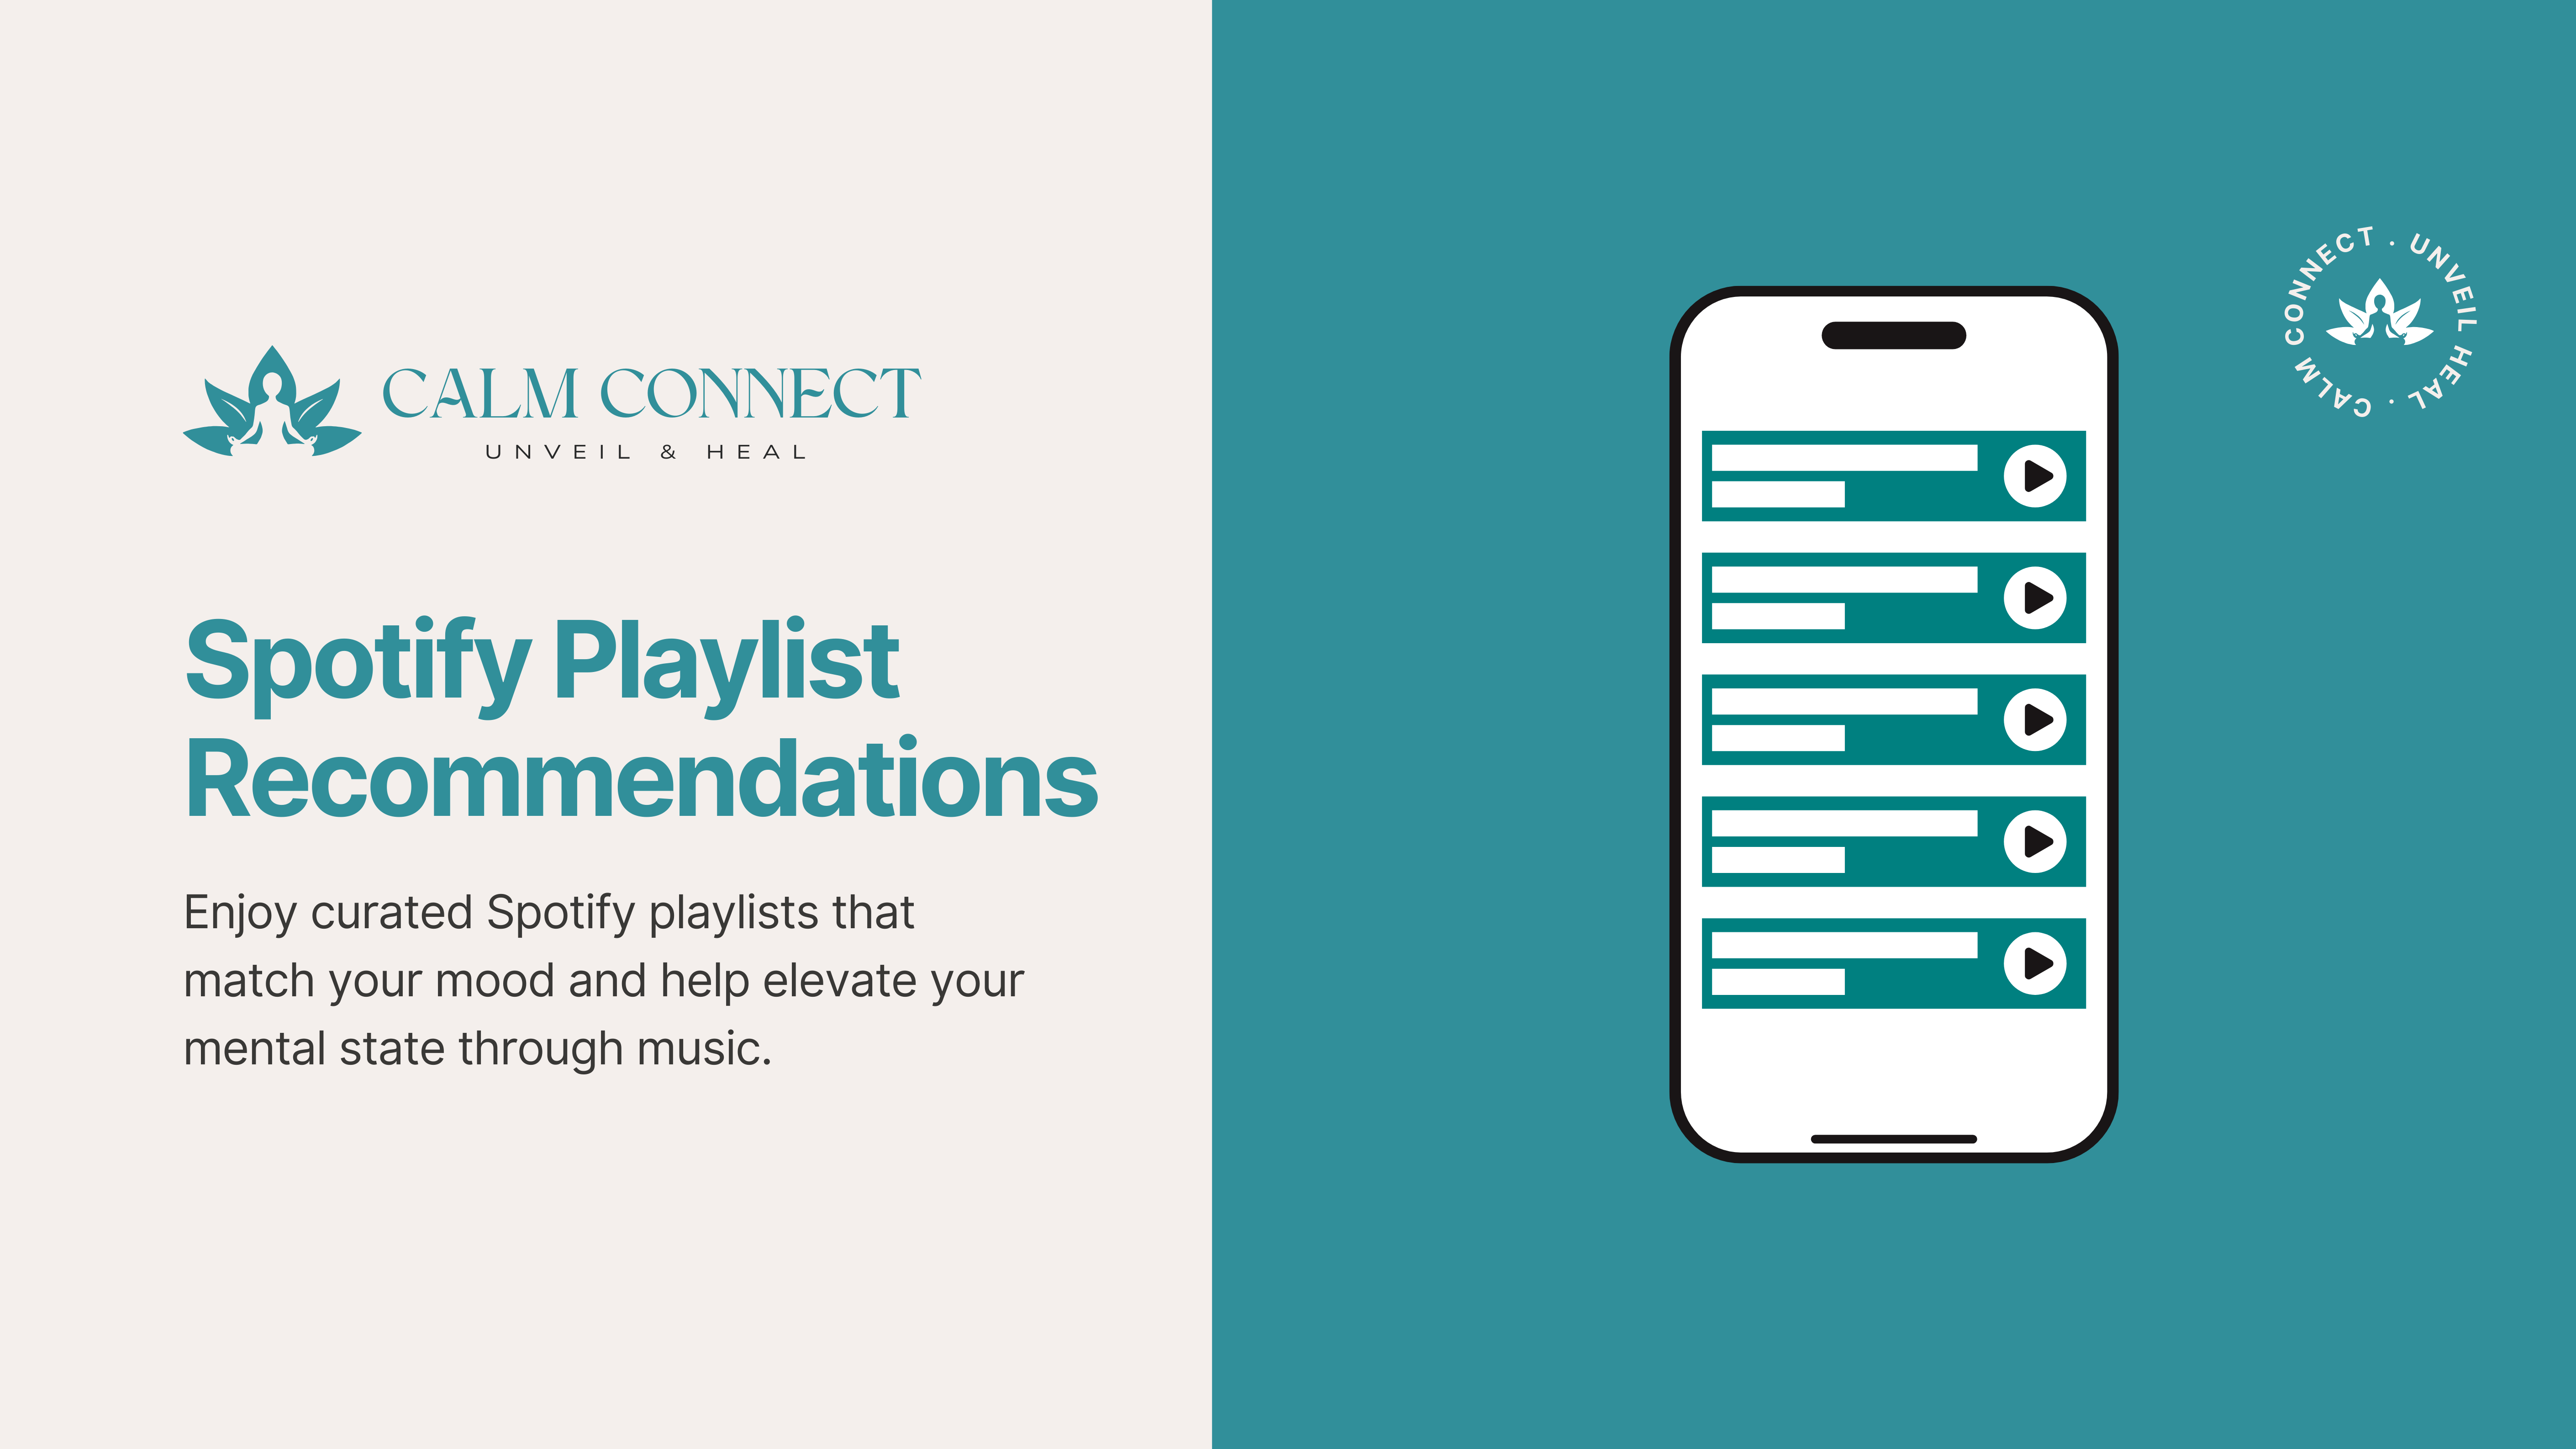 CALM CONNECT
UNVEIL & HEAL
Spotify Playlist
Recommendations
Enjoy curated Spotify playlists that
match your mood and help elevate your
mental state through music.
CALM CONNECT . UNVEIL HEAL .